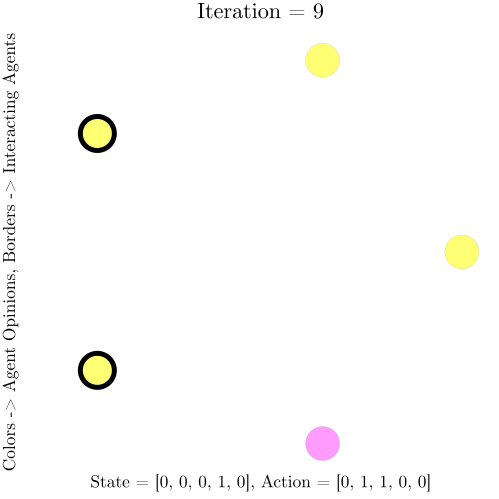 Iteration = 9
Colors -> Agent Opinions, Borders -> Interacting Agents
State = [0, 0, 0, 1, 0], Action = [0, 1, 1, 0, 0]